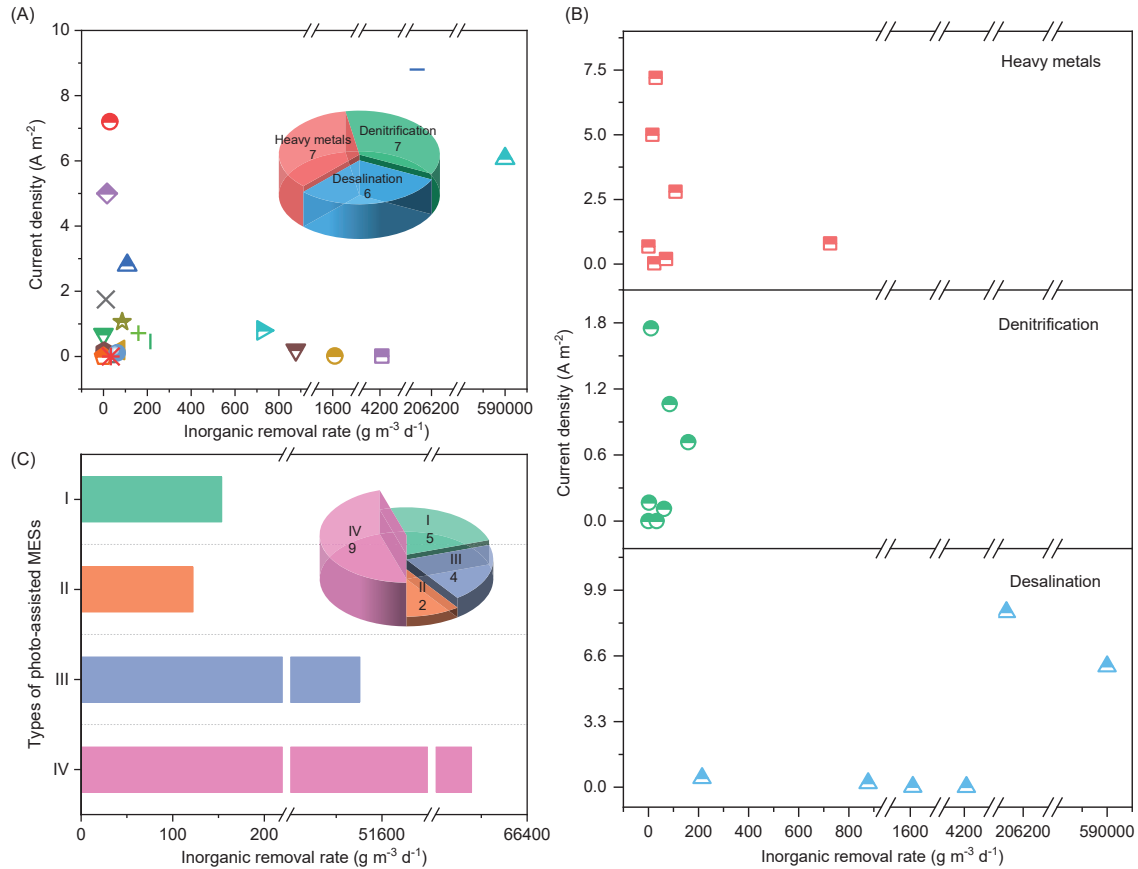 (A)
10
8
6
4
2
0
Current density (A m⁻²)
Heavy metals
7
Denitrification
7
Desalination
6
0 200 400 600 800 1600 4200 206200 590000
Inorganic removal rate (g m⁻³ d⁻¹)
(B)
Heavy metals
7.5
5.0
2.5
0.0
Denitrification
1.8
1.2
0.6
0.0
Current density (A m⁻²)
Desalination
9.9
6.6
3.3
0.0
0 200 400 600 800 1600 4200 206200 590000
Inorganic removal rate (g m⁻³ d⁻¹)
(C)
Types of photo-assisted MESs
I
II
III
IV
IV
9
I
5
III
4
II
2
0 100 200 51600 66400
Inorganic removal rate (g m⁻³ d⁻¹)